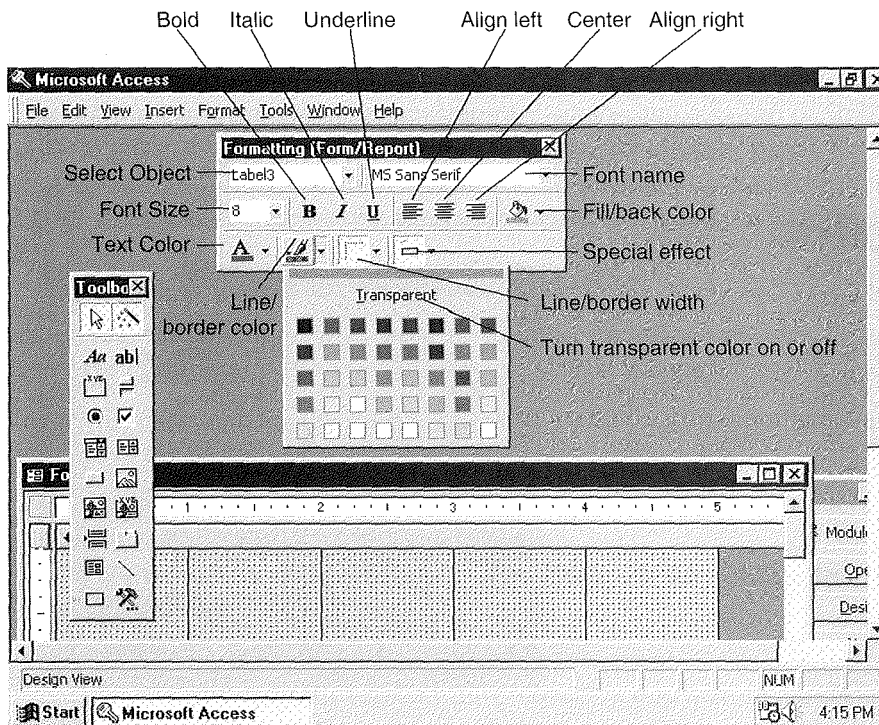 Bold Italic Underline Align left Center Align right
Microsoft Access
File Edit View Insert Format Tools Window Help
Formatting (Form/Report)
Select Object
Label3
MS Sans Serif
Font name
Font Size
8
B I U
Fill/back color
Text Color
A
Special effect
Toolbo
Line/
border color
Transparent
Line/border width
Turn transparent color on or off
Aa ab|
XYZ
Fo
1 2 3 4 5
Modul
Ope
Desi
Design View
NUM
Start
Microsoft Access
4:15 PM